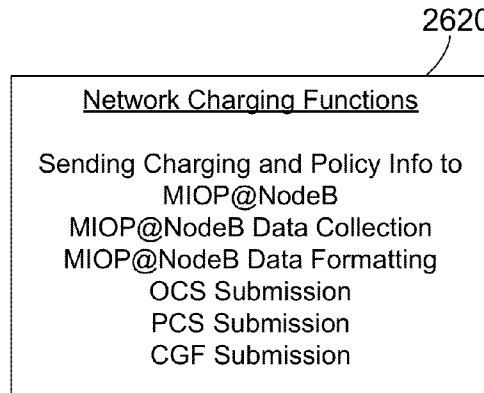 2620
Network Charging Functions
Sending Charging and Policy Info to
MIOP@NodeB
MIOP@NodeB Data Collection
MIOP@NodeB Data Formatting
OCS Submission
PCS Submission
CGF Submission